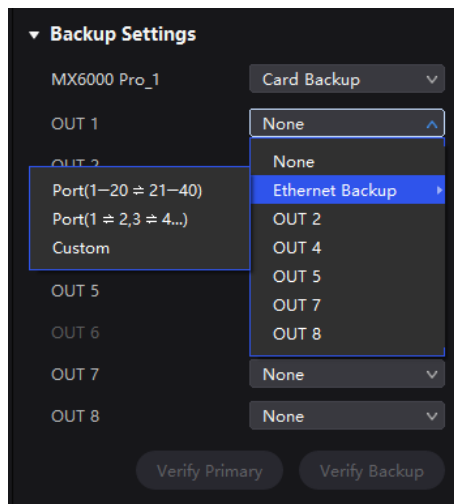 Backup Settings
MX6000 Pro_1 Card Backup
OUT 1 None
OUT 2 None
Port(1—20 ⇌ 21—40) Ethernet Backup
Port(1 ⇌ 2,3 ⇌ 4...) OUT 2
Custom OUT 4
OUT 5
OUT 5 OUT 7
OUT 6 OUT 8
OUT 7 None
OUT 8 None
Verify Primary Verify Backup